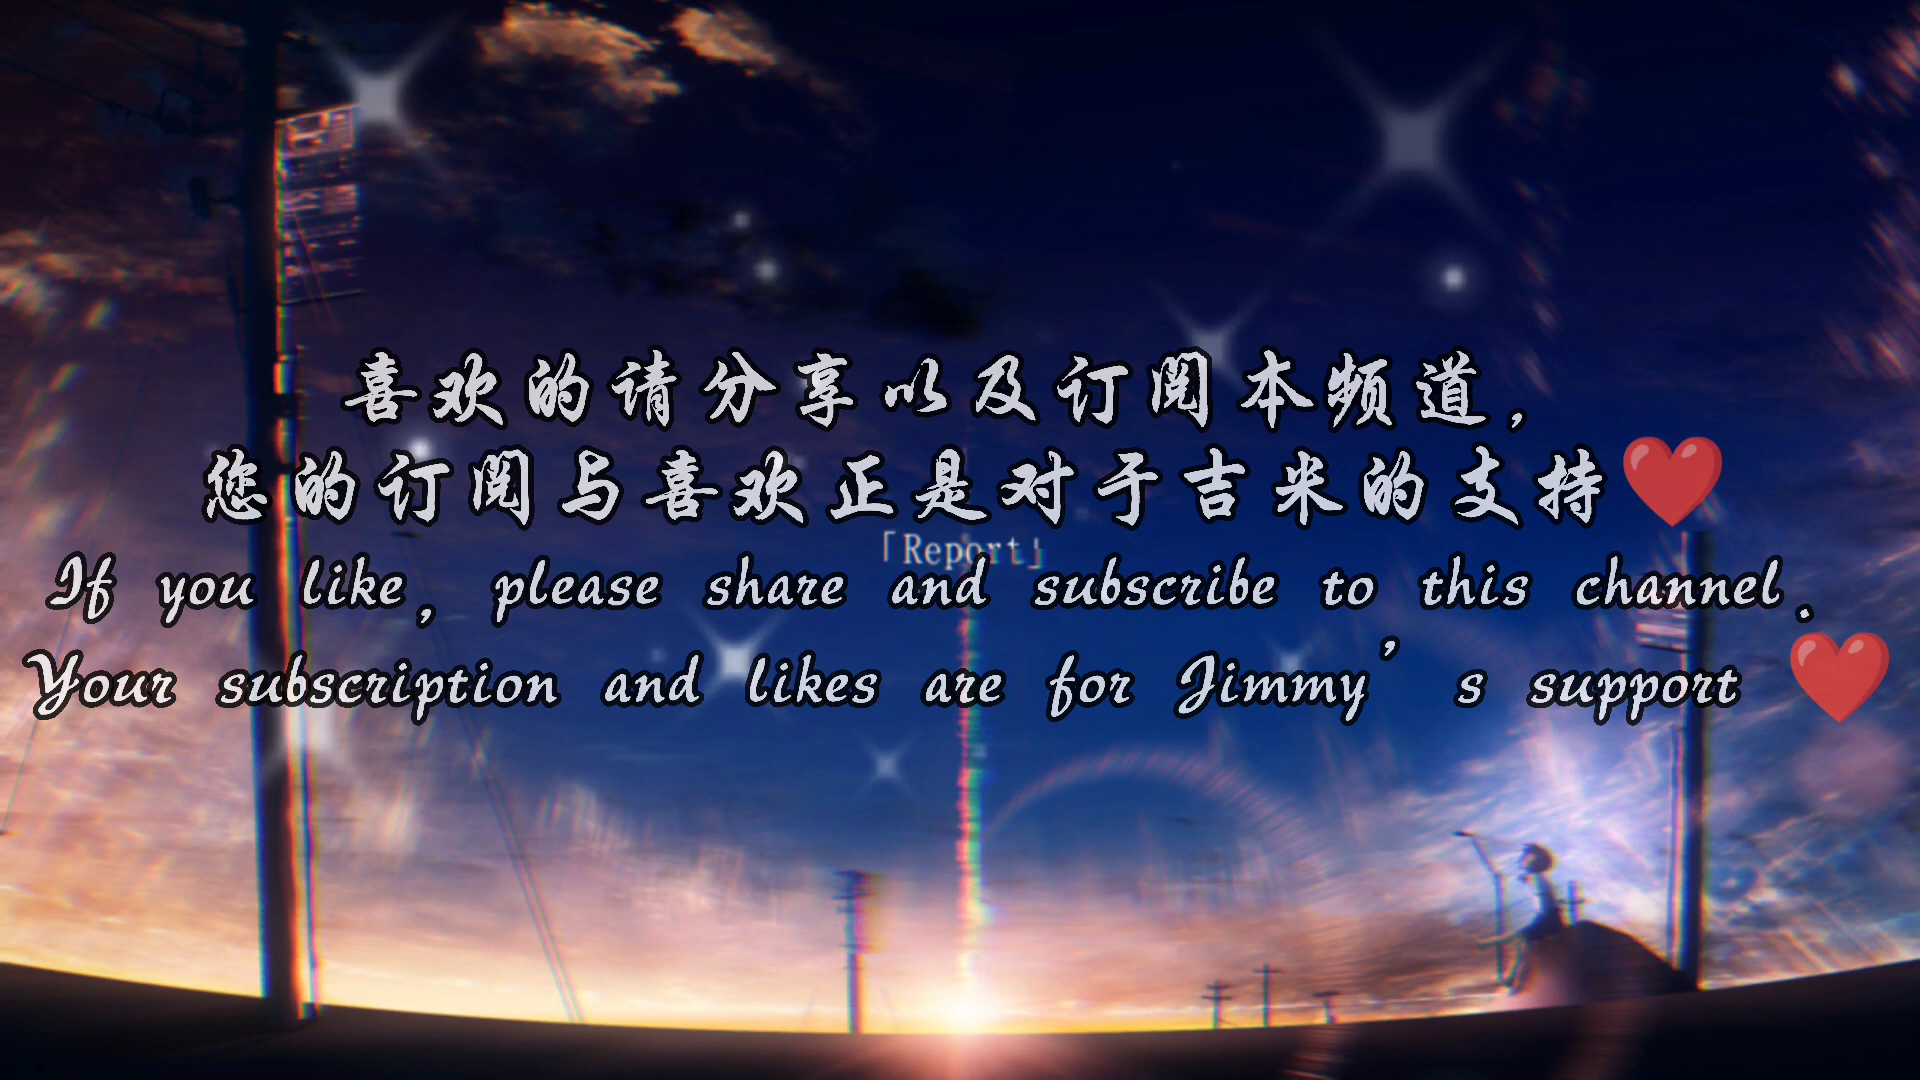 喜欢的请分享以及订阅本频道，
您的订阅与喜欢正是对于吉米的支持❤️
「Report」
If you like, please share and subscribe to this channel.
Your subscription and likes are for Jimmy's support ❤️